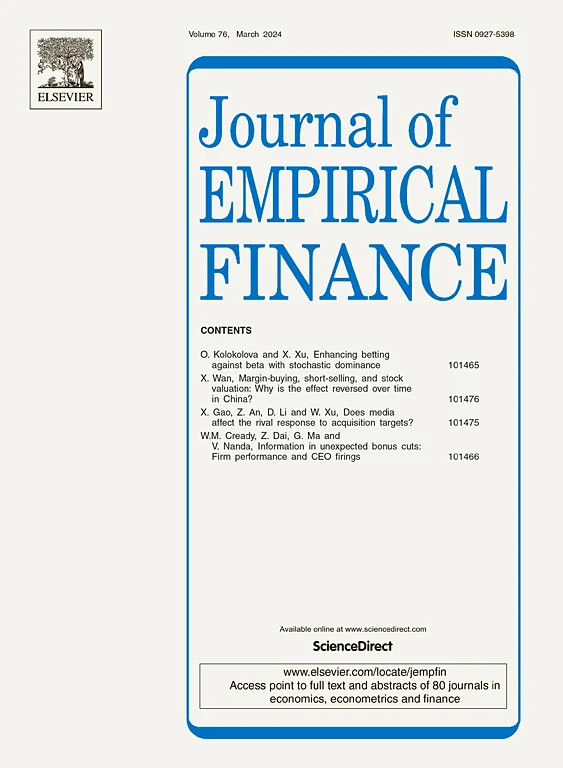 Volume 76, March 2024
ISSN 0927-5398
ELSEVIER
Journal of
EMPIRICAL
FINANCE
CONTENTS
O. Kolokolova and X. Xu, Enhancing betting
against beta with stochastic dominance 101465
X. Wan, Margin-buying, short-selling, and stock
valuation: Why is the effect reversed over time
in China? 101476
X. Gao, Z. An, D. Li and W. Xu, Does media
affect the rival response to acquisition targets? 101475
W.M. Cready, Z. Dai, G. Ma and
V. Nanda, Information in unexpected bonus cuts:
Firm performance and CEO firings 101466
Available online at www.sciencedirect.com
ScienceDirect
www.elsevier.com/locate/jempfin
Access point to full text and abstracts of 80 journals in
economics, econometrics and finance